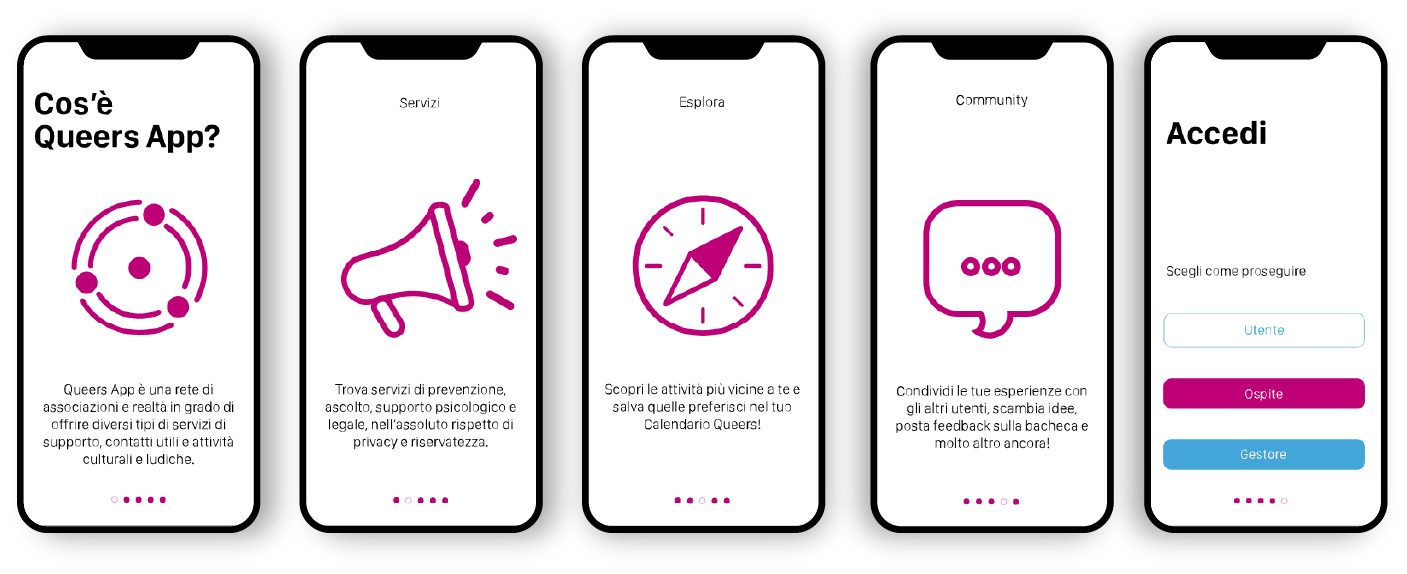 Cos'è
Queers App?
Queers App è una rete di
associazioni e realtà in grado di
offrire diversi tipi di servizi di
supporto, contatti utili e attività
culturali e ludiche.
Servizi
Trova servizi di prevenzione,
ascolto, supporto psicologico e
legale, nell'assoluto rispetto di
privacy e riservatezza.
Esplora
Scopri le attività più vicine a te e
salva quelle preferisci nel tuo
Calendario Queers!
Community
Condividi le tue esperienze con
gli altri utenti, scambia idee,
posta feedback sulla bacheca e
molto altro ancora!
Accedi
Scegli come proseguire
Utente
Ospite
Gestore